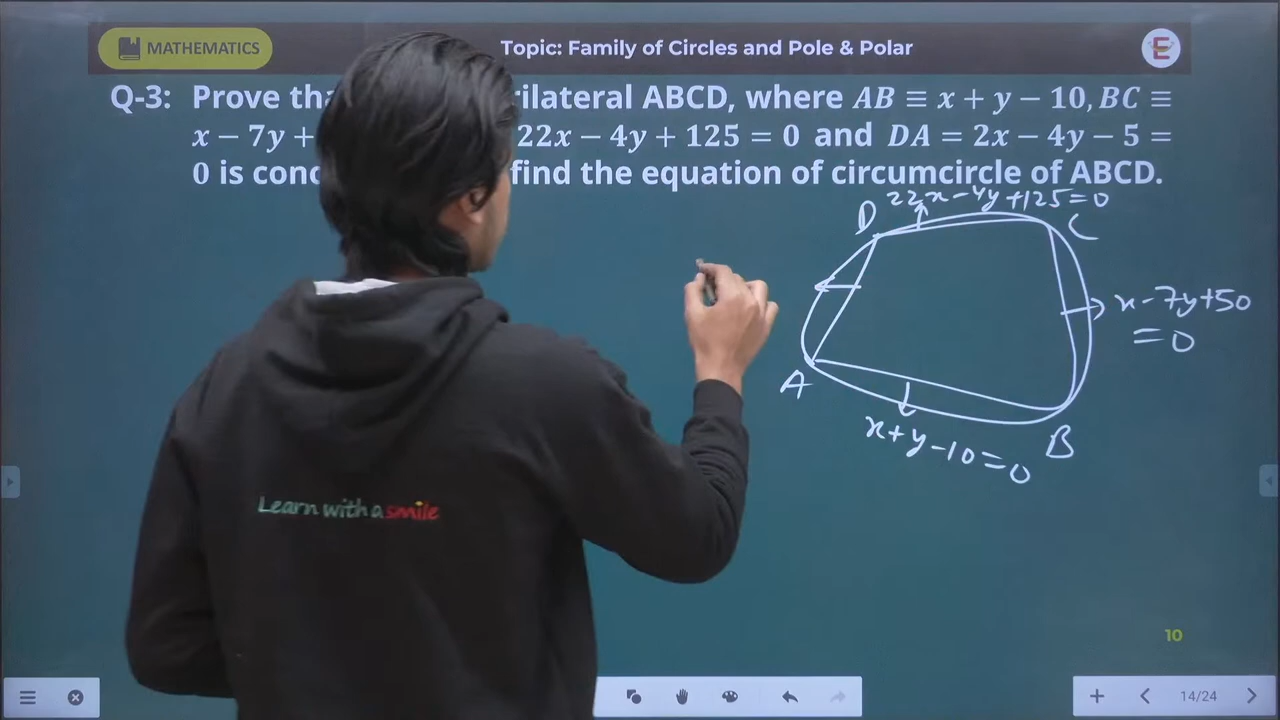 MATHEMATICS
Topic: Family of Circles and Pole & Polar
E
Q-3: Prove rilateral ABCD, where AB ≡ x + y − 10, BC ≡
x − 7y + 22x − 4y + 125 = 0 and DA = 2x − 4y − 5 =
0 is find the equation of circumcircle of ABCD.
22x-4y+125=0
D
C
x-7y+50
=0
A
x+y-10=0
B
Learn with a smile
10
14/24